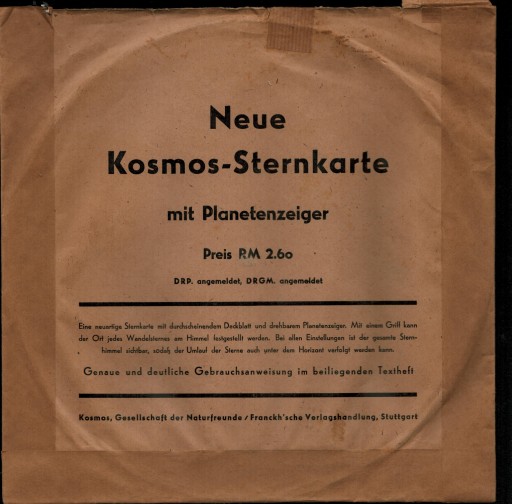 Neue
Kosmos-Sternkarte
mit Planetenzeiger
Preis RM 2.60
DRP. angemeldet, DRGM. angemeldet
Eine neuartige Sternkarte mit durchscheinendem Deckblatt und drehbarem Planetenzeiger. Mit einem Griff kann
der Ort jedes Wandelsternes am Himmel festgestellt werden. Bei allen Einstellungen ist der gesamte Stern-
himmel sichtbar, sodaß der Umlauf der Sterne auch unter dem Horizont verfolgt werden kann.
Genaue und deutliche Gebrauchsanweisung im beiliegenden Textheft
Kosmos, Gesellschaft der Naturfreunde / Franckh'sche Verlagshandlung, Stuttgart